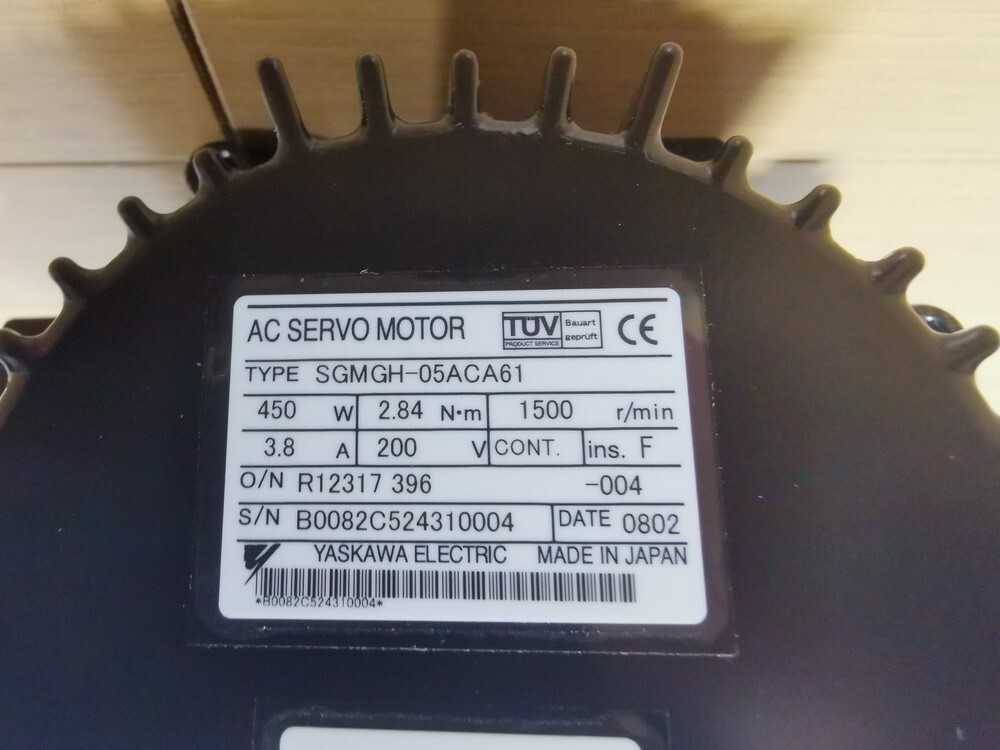 AC SERVO MOTOR TÜV PRODUCT SERVICE Bauart geprüft CE
TYPE SGMGH-05ACA61
450 W 2.84 N·m 1500 r/min
3.8 A 200 V CONT. ins. F
O/N R12317 396 -004
S/N B0082C524310004 DATE 0802
YASKAWA ELECTRIC MADE IN JAPAN
*B0082C524310004*